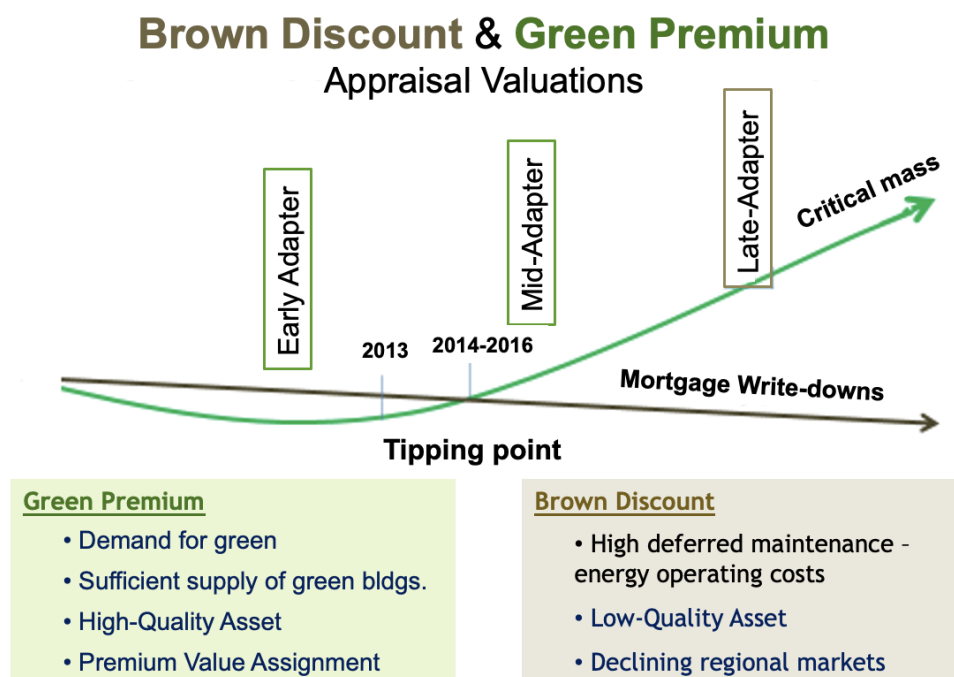 Brown Discount & Green Premium
Appraisal Valuations
Early Adapter
Mid-Adapter
Late-Adapter
Critical mass
2013
2014-2016
Mortgage Write-downs
Tipping point
Green Premium
• Demand for green
• Sufficient supply of green bldgs.
• High-Quality Asset
• Premium Value Assignment
Brown Discount
• High deferred maintenance –
energy operating costs
• Low-Quality Asset
• Declining regional markets